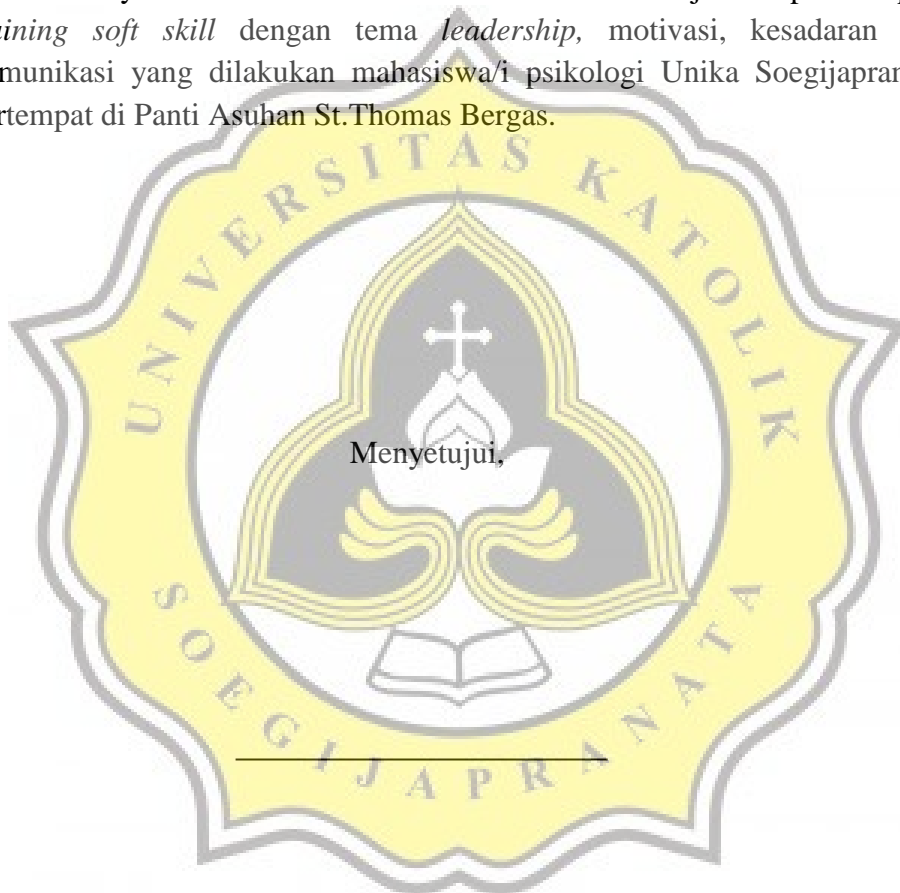 ining soft skill dengan tema leadership, motivasi, kesadaran
munikasi yang dilakukan mahasiswa/i psikologi Unika Soegijapran
rtempat di Panti Asuhan St.Thomas Bergas.
UNIVERSITAS KATOLIK
Menyetujui,
SOEGIJAPRANATA